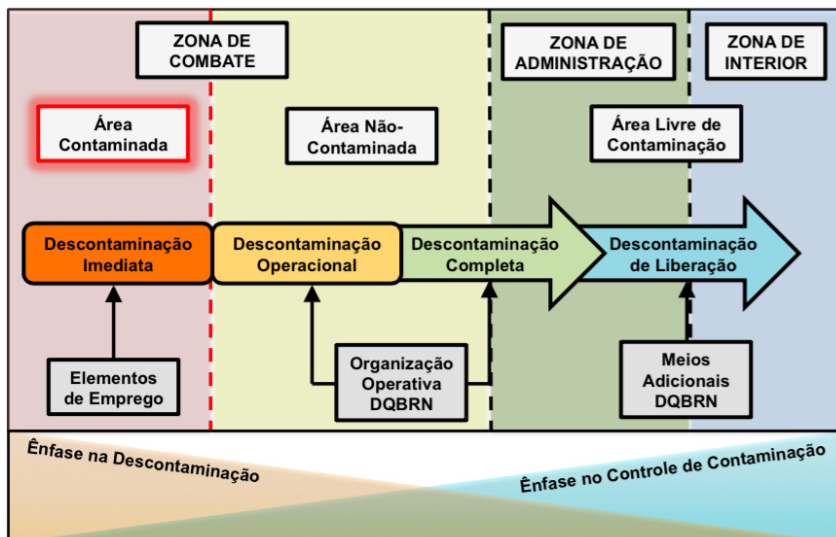 ZONA DE
COMBATE
ZONA DE
ADMINISTRAÇÃO
ZONA DE
INTERIOR
Área
Contaminada
Área Não-
Contaminada
Área Livre de
Contaminação
Descontaminação
Imediata
Descontaminação
Operacional
Descontaminação
Completa
Descontaminação
de Liberação
Elementos
de Emprego
Organização
Operativa
DQBRN
Meios
Adicionais
DQBRN
Ênfase na Descontaminação
Ênfase no Controle de Contaminação